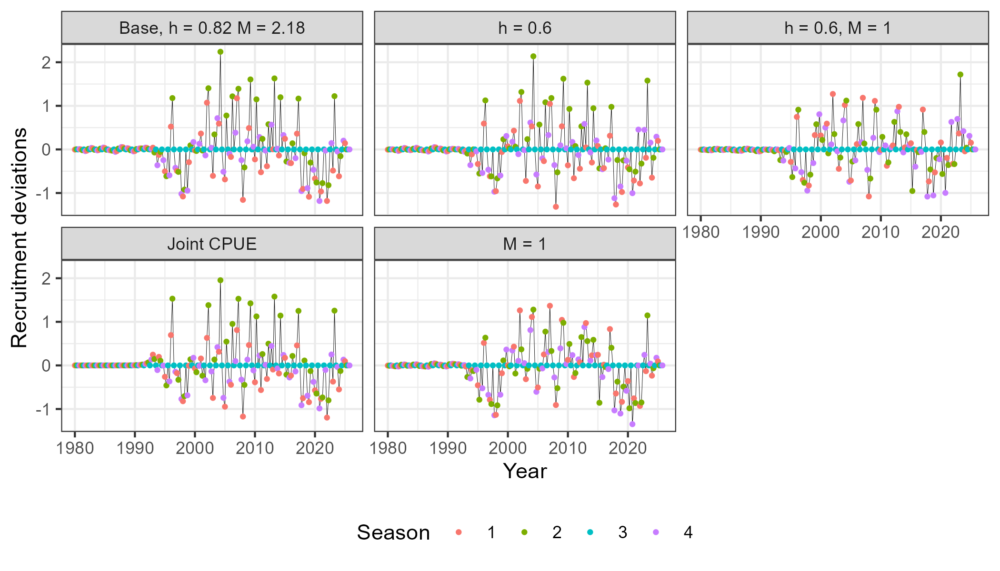 Base, h = 0.82 M = 2.18
h = 0.6
h = 0.6, M = 1
2
1
0
-1
1980 1990 2000 2010 2020
Recruitment deviations
Joint CPUE
M = 1
2
1
0
-1
1980 1990 2000 2010 2020
1980 1990 2000 2010 2020
Year
Season 1 2 3 4